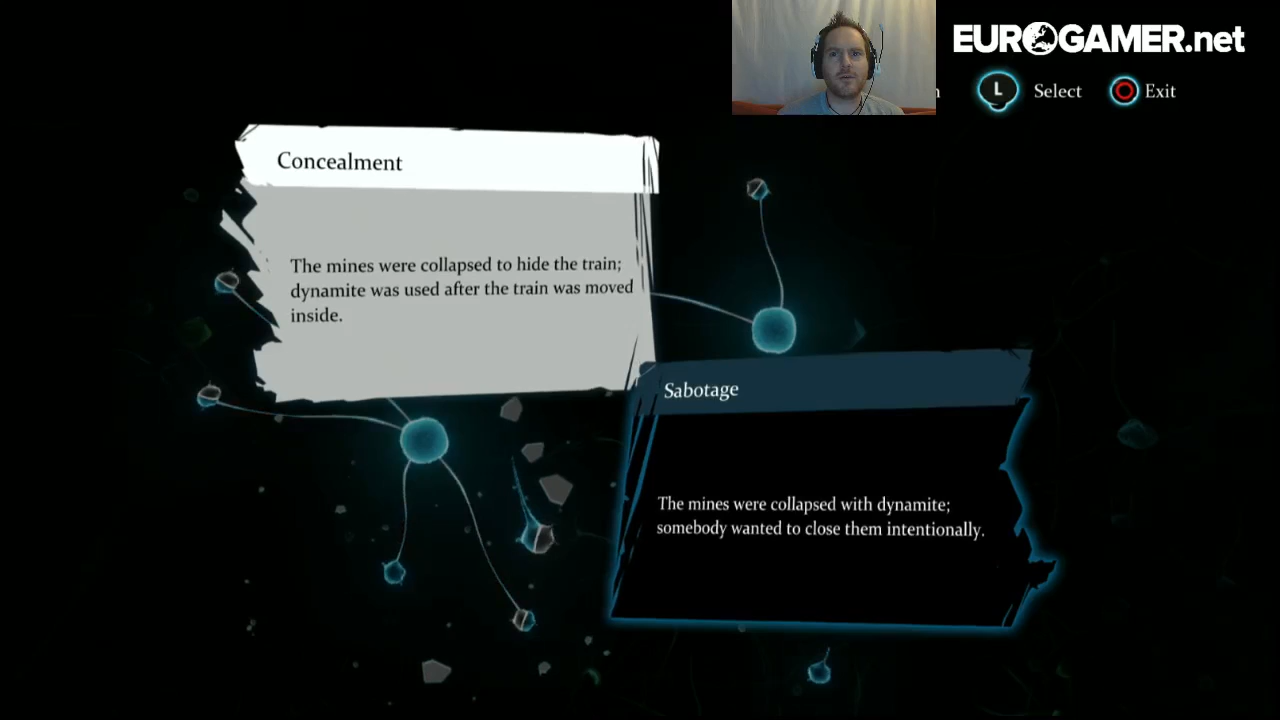 EUROGAMER.net
L Select Exit
Concealment
The mines were collapsed to hide the train;
dynamite was used after the train was moved
inside.
Sabotage
The mines were collapsed with dynamite;
somebody wanted to close them intentionally.